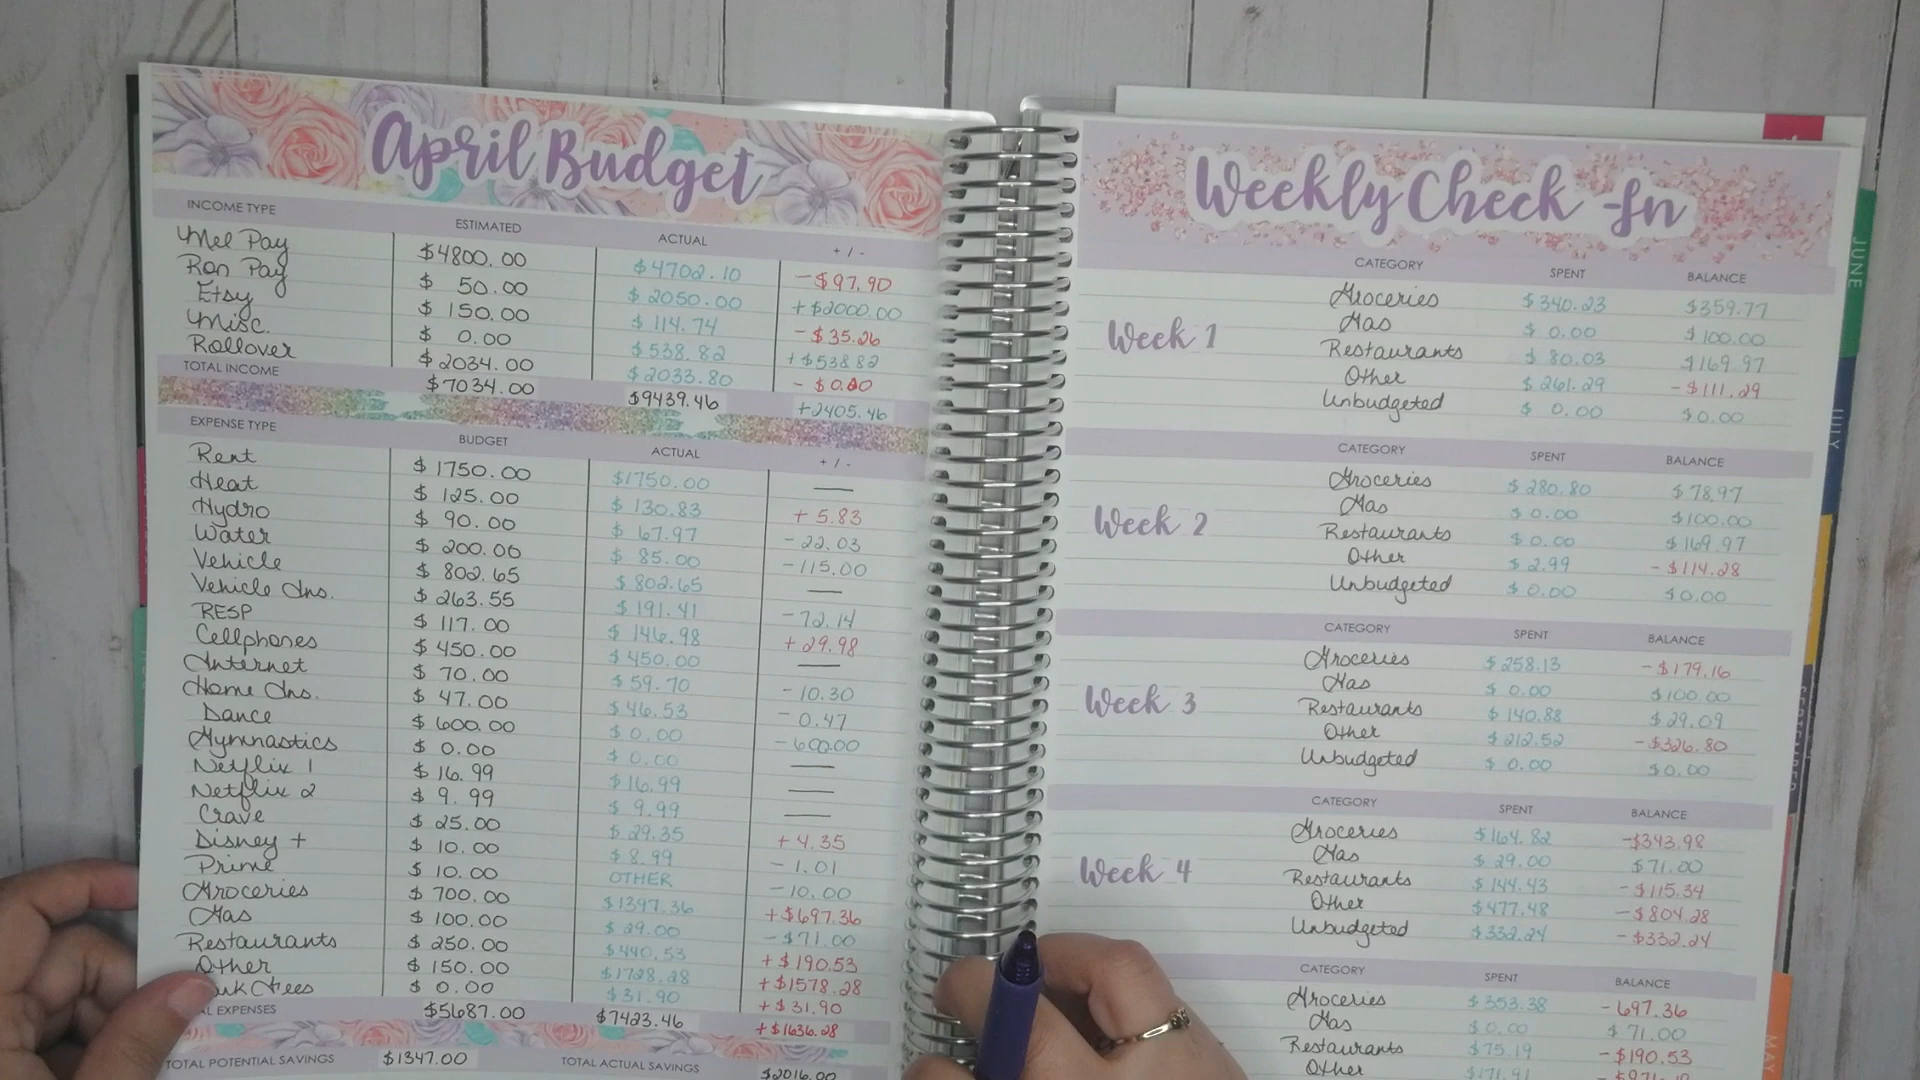 April Budget
INCOME TYPE ESTIMATED ACTUAL + / -
Mel Pay $4800.00 $4702.10 -$97.90
Ron Pay $ 50.00 $2050.00 +$2000.00
Etsy $ 150.00 $114.74 -$35.26
Misc. $ 0.00 $538.82 +$538.82
Rollover $2034.00 $2033.80 -$0.20
TOTAL INCOME $7034.00 $9439.46 +2405.46
EXPENSE TYPE BUDGET ACTUAL + / -
Rent $1750.00 $1750.00 —
Heat $ 125.00 $ 130.83 + 5.83
Hydro $ 90.00 $ 67.97 -22.03
Water $ 200.00 $ 85.00 -115.00
Vehicle $ 802.65 $ 802.65 —
Vehicle Ins. $ 263.55 $ 191.41 -72.14
RESP $ 117.00 $ 146.98 +29.98
Cellphones $ 450.00 $450.00 —
Internet $ 70.00 $59.70 -10.30
Home Ins. $ 47.00 $46.53 -0.47
Dance $ 600.00 $ 0.00 -600.00
Gymnastics $ 0.00 $ 0.00 —
Netflix 1 $16.99 $16.99 —
Netflix 2 $ 9.99 $ 9.99 —
Crave $ 25.00 $29.35 + 4.35
Disney + $ 10.00 $8.99 - 1.01
Prime $ 10.00 OTHER -10.00
Groceries $ 700.00 $1397.36 +$697.36
Gas $ 100.00 $ 29.00 -$71.00
Restaurants $ 250.00 $440.53 +$190.53
Other $ 150.00 $1728.28 +$1578.28
Fees $ 0.00 $31.90 +$31.90
EXPENSES $5687.00 $7423.46 +$1636.28
TOTAL POTENTIAL SAVINGS $1347.00 TOTAL ACTUAL SAVINGS $2016.00
Weekly Check-In
CATEGORY SPENT BALANCE
Week 1
Groceries $340.23 $359.77
Gas $ 0.00 $100.00
Restaurants $ 80.03 $169.97
Other $261.29 -$111.29
Unbudgeted $ 0.00 $0.00
CATEGORY SPENT BALANCE
Week 2
Groceries $280.80 $78.97
Gas $ 0.00 $100.00
Restaurants $ 0.00 $169.97
Other $2.99 -$114.28
Unbudgeted $ 0.00 $0.00
CATEGORY SPENT BALANCE
Week 3
Groceries $258.13 -$179.16
Gas $ 0.00 $100.00
Restaurants $140.88 $29.09
Other $212.52 -$326.80
Unbudgeted $ 0.00 $0.00
CATEGORY SPENT BALANCE
Week 4
Groceries $164.82 -$343.98
Gas $29.00 $71.00
Restaurants $144.43 -$115.34
Other $477.48 -$804.28
Unbudgeted $332.24 -$332.24
CATEGORY SPENT BALANCE
Groceries $353.38 -697.36
Gas $0.00 $71.00
Restaurants $75.19 -$190.53
Other $171.91
JUNE
JULY
SEPTEMBER
MAY